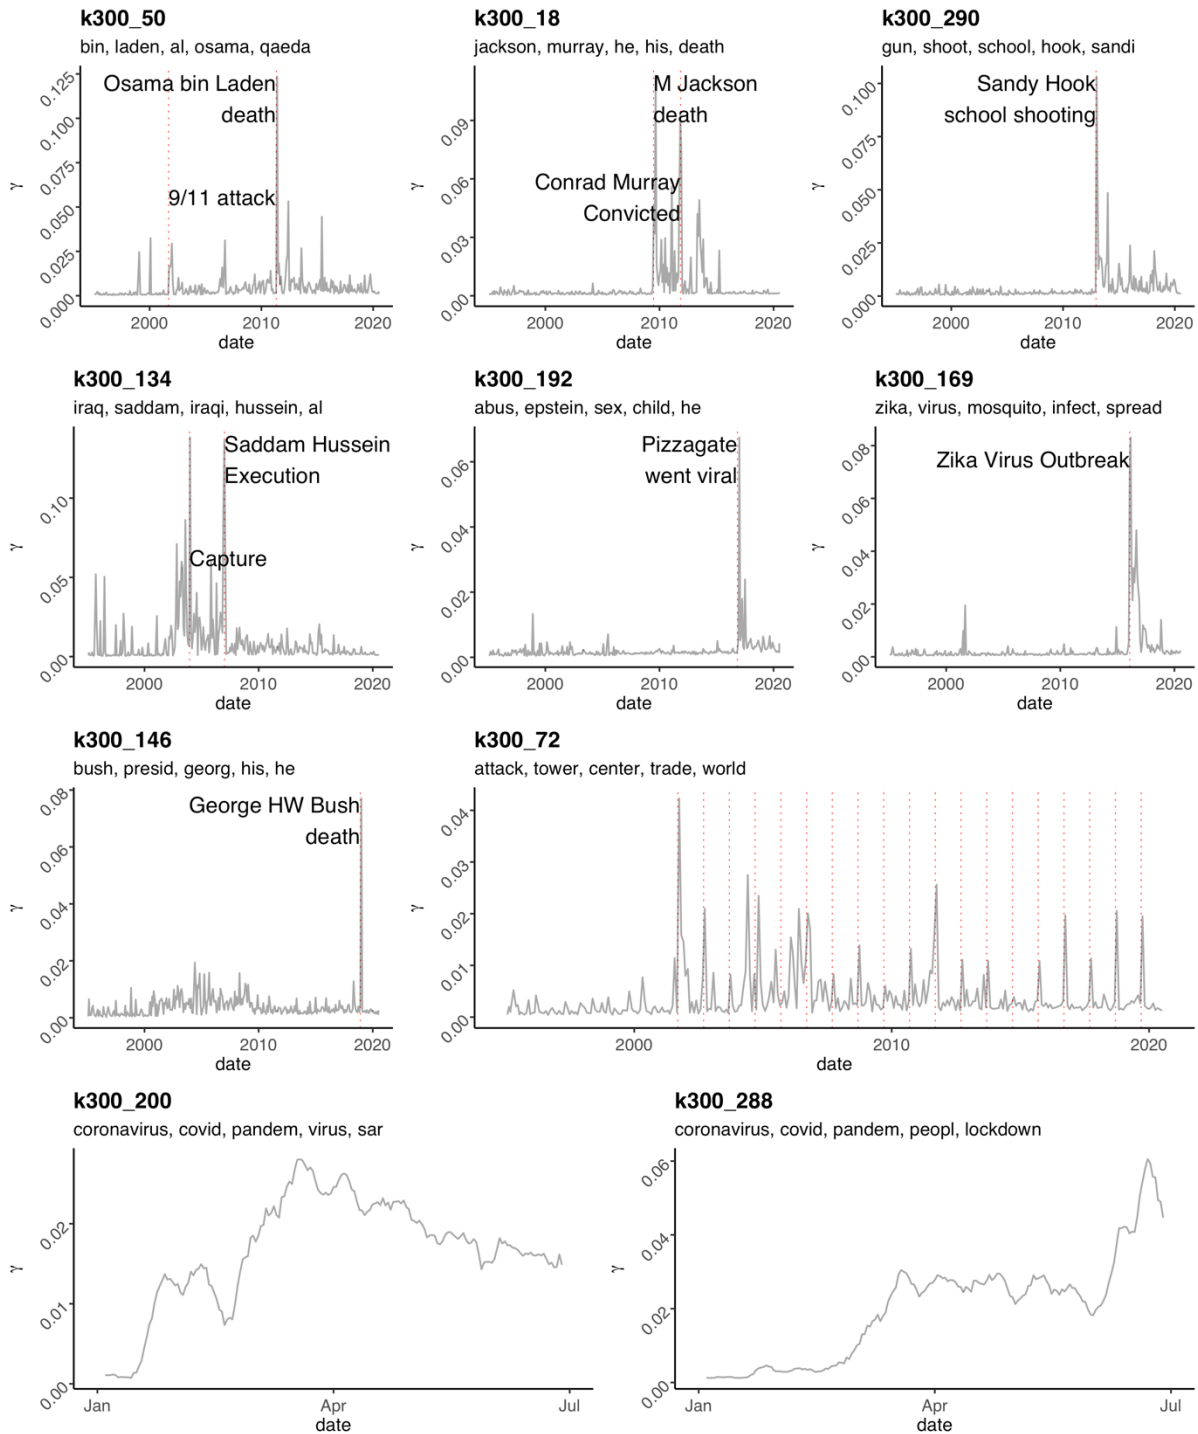 k300_50
bin, laden, al, osama, qaeda
Osama bin Laden
death
9/11 attack
γ
0.125
0.100
0.075
0.050
0.025
0.000
2000
2010
2020
date
k300_18
jackson, murray, he, his, death
M Jackson
death
Conrad Murray
Convicted
γ
0.09
0.06
0.03
0.00
2000
2010
2020
date
k300_290
gun, shoot, school, hook, sandi
Sandy Hook
school shooting
γ
0.100
0.075
0.050
0.025
0.000
2000
2010
2020
date
k300_134
iraq, saddam, iraqi, hussein, al
Saddam Hussein
Execution
Capture
γ
0.10
0.05
0.00
2000
2010
2020
date
k300_192
abus, epstein, sex, child, he
Pizzagate
went viral
γ
0.06
0.04
0.02
0.00
2000
2010
2020
date
k300_169
zika, virus, mosquito, infect, spread
Zika Virus Outbreak
γ
0.08
0.06
0.04
0.02
0.00
2000
2010
2020
date
k300_146
bush, presid, georg, his, he
George HW Bush
death
γ
0.08
0.06
0.04
0.02
0.00
2000
2010
2020
date
k300_72
attack, tower, center, trade, world
γ
0.04
0.03
0.02
0.01
0.00
2000
2010
2020
date
k300_200
coronavirus, covid, pandem, virus, sar
γ
0.02
0.01
0.00
Jan
Apr
Jul
date
k300_288
coronavirus, covid, pandem, peopl, lockdown
γ
0.06
0.04
0.02
0.00
Jan
Apr
Jul
date